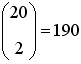 (20
2) = 190